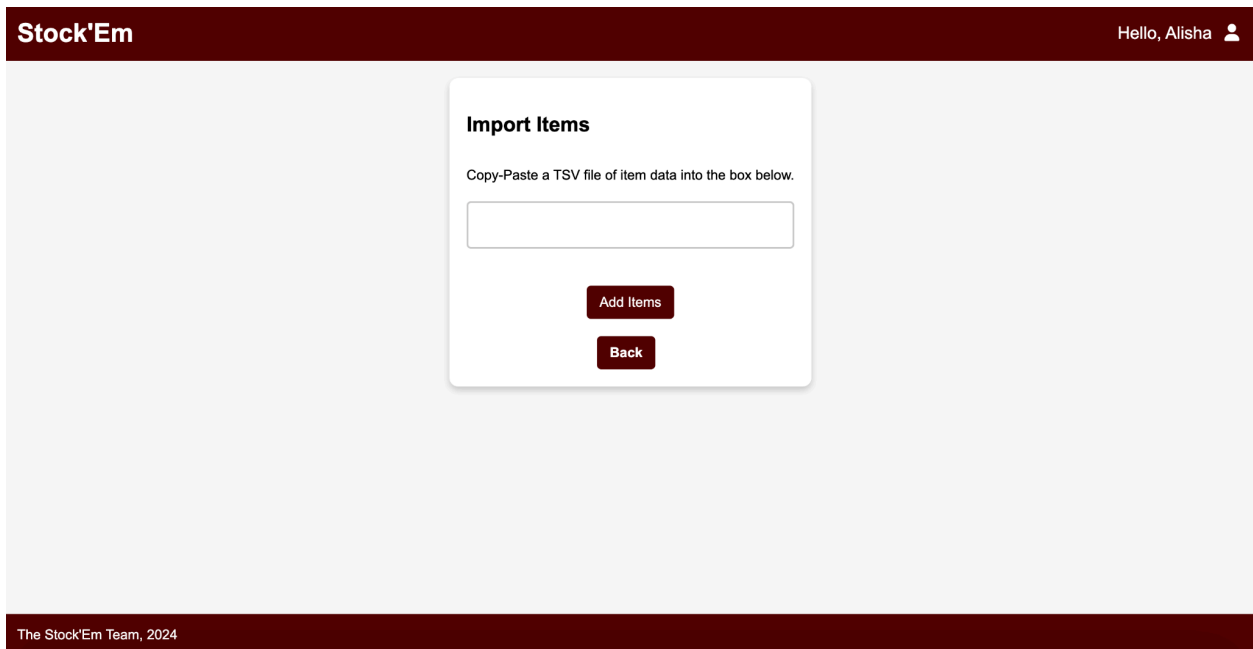 Stock'Em
Hello, Alisha
Import Items
Copy-Paste a TSV file of item data into the box below.
Add Items
Back
The Stock'Em Team, 2024